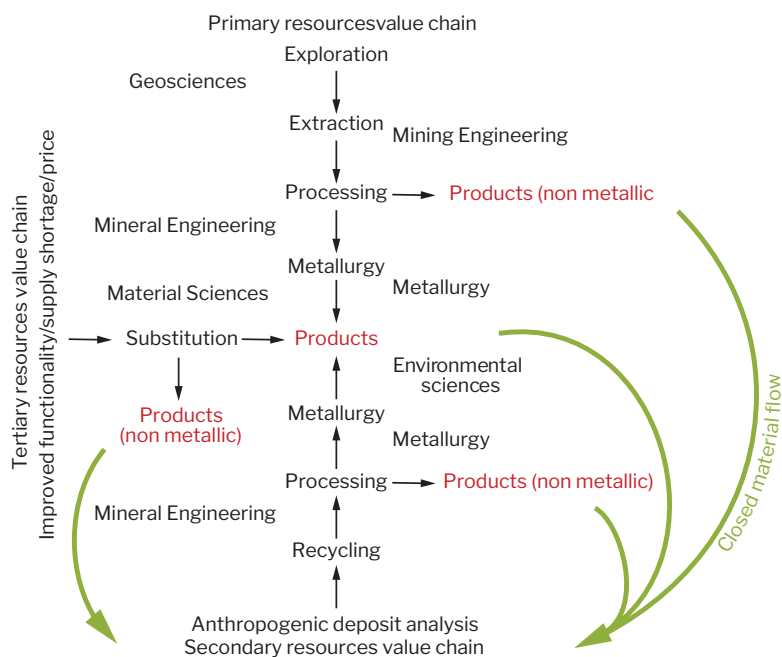 Primary resourcesvalue chain
Exploration
Geosciences
Extraction
Mining Engineering
Processing
Products (non metallic
Mineral Engineering
Metallurgy
Metallurgy
Material Sciences
Tertiary resources value chain
Improved functionality/supply shortage/price
Substitution
Products
Environmental
sciences
Products
(non metallic)
Metallurgy
Metallurgy
Processing
Products (non metallic)
Mineral Engineering
Recycling
Closed material flow
Anthropogenic deposit analysis
Secondary resources value chain